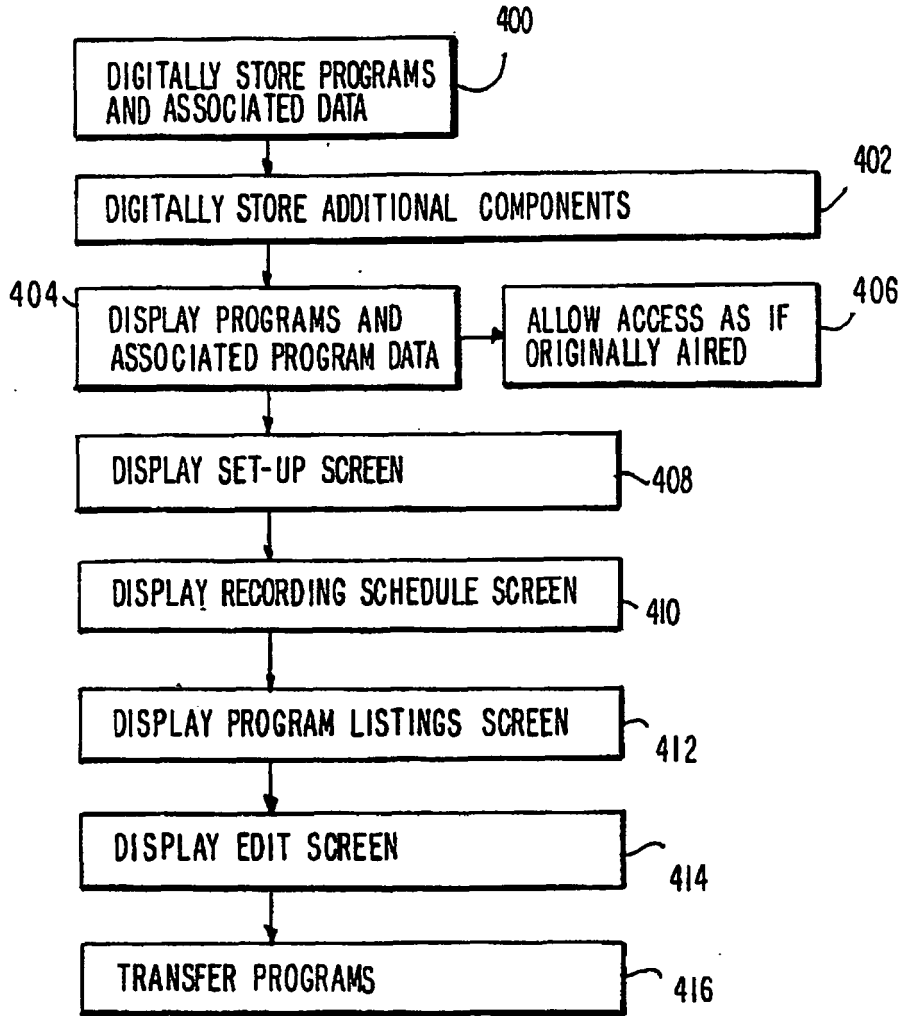 400
DIGITALLY STORE PROGRAMS
AND ASSOCIATED DATA
402
DIGITALLY STORE ADDITIONAL COMPONENTS
404
DISPLAY PROGRAMS AND
ASSOCIATED PROGRAM DATA
406
ALLOW ACCESS AS IF
ORIGINALLY AIRED
DISPLAY SET-UP SCREEN
408
DISPLAY RECORDING SCHEDULE SCREEN
410
DISPLAY PROGRAM LISTINGS SCREEN
412
DISPLAY EDIT SCREEN
414
TRANSFER PROGRAMS
416